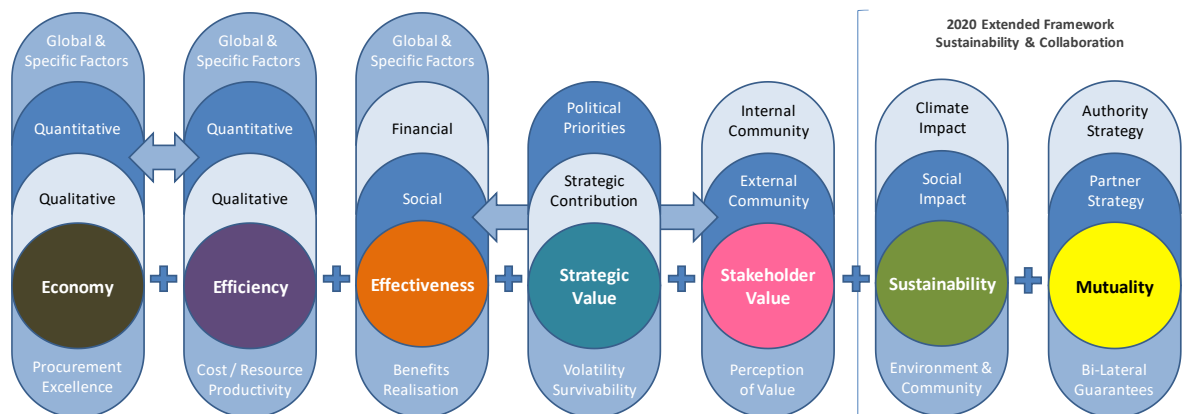 2020 Extended Framework
Sustainability & Collaboration
Global &
Specific Factors
Quantitative
Qualitative
Economy
Procurement
Excellence
Global &
Specific Factors
Quantitative
Qualitative
Efficiency
Cost / Resource
Productivity
Global &
Specific Factors
Financial
Social
Effectiveness
Benefits
Realisation
Political
Priorities
Strategic
Contribution
Strategic
Value
Volatility
Survivability
Internal
Community
External
Community
Stakeholder
Value
Perception
of Value
Climate
Impact
Social
Impact
Sustainability
Environment &
Community
Authority
Strategy
Partner
Strategy
Mutuality
Bi-Lateral
Guarantees